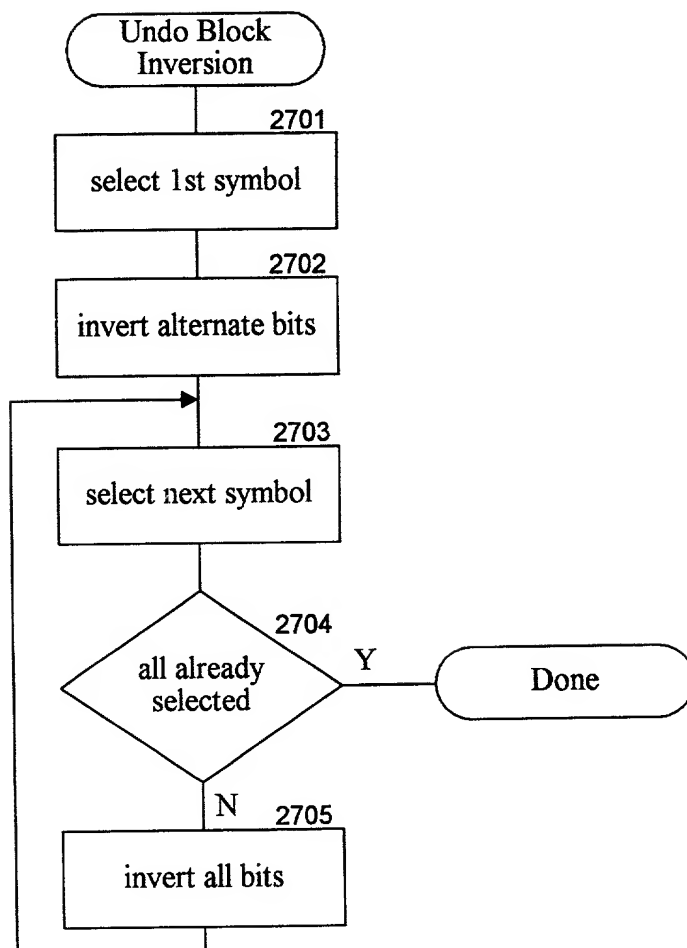 Undo Block
Inversion
2701
select 1st symbol
2702
invert alternate bits
2703
select next symbol
2704
all already
selected
Y
Done
N
2705
invert all bits